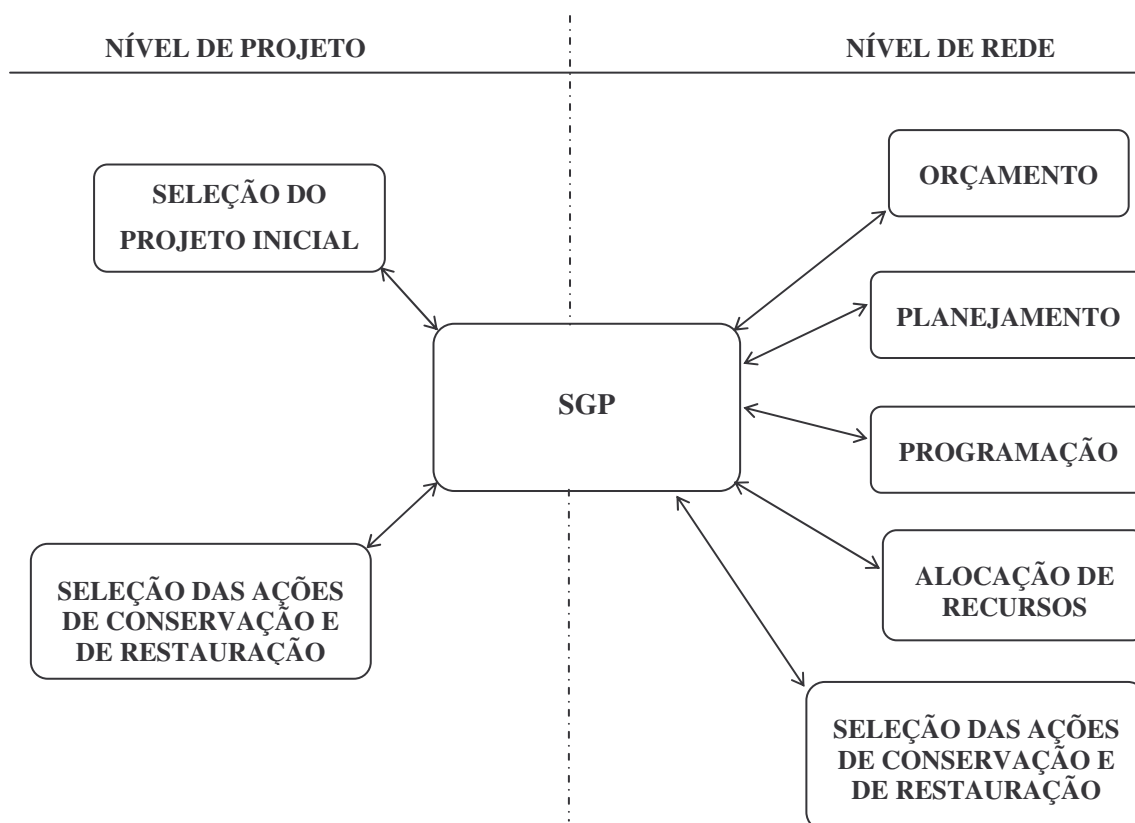 NÍVEL DE PROJETO
NÍVEL DE REDE
SELEÇÃO DO
PROJETO INICIAL
SELEÇÃO DAS AÇÕES
DE CONSERVAÇÃO E
DE RESTAURAÇÃO
SGP
ORÇAMENTO
PLANEJAMENTO
PROGRAMAÇÃO
ALOCAÇÃO DE
RECURSOS
SELEÇÃO DAS AÇÕES
DE CONSERVAÇÃO E
DE RESTAURAÇÃO